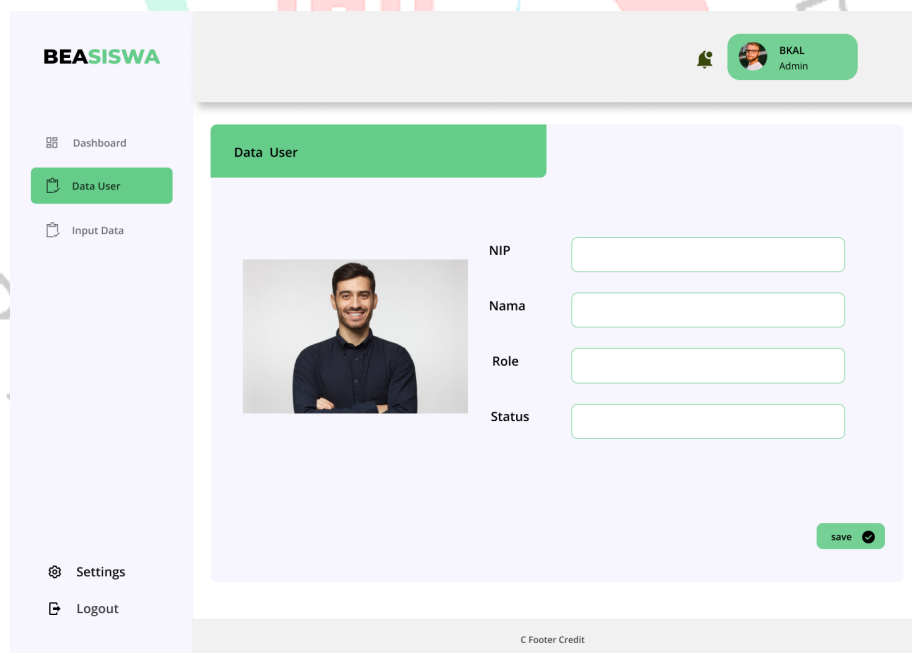 BEASISWA
BKAL
Admin
Dashboard
Data User
Input Data
Settings
Logout
Data User
NIP
Nama
Role
Status
save
C Footer Credit